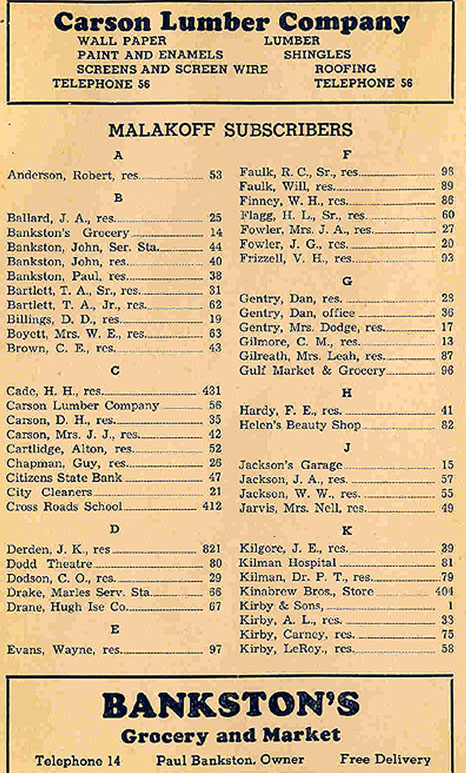 Carson Lumber Company
WALL PAPER LUMBER
PAINT AND ENAMELS SHINGLES
SCREENS AND SCREEN WIRE ROOFING
TELEPHONE 56 TELEPHONE 56
MALAKOFF SUBSCRIBERS
A
Anderson, Robert, res. 53
B
Ballard, J. A., res. 25
Bankston's Grocery 14
Bankston, John, Ser. Sta. 44
Bankston, John, res. 40
Bankston, Paul, res. 38
Bartlett, T. A., Sr., res. 31
Bartlett, T. A., Jr., res. 62
Billings, D. D., res. 19
Boyett, Mrs. W. E., res. 63
Brown, C. E., res. 43
C
Cade, H. H., res. 431
Carson Lumber Company 56
Carson, D. H., res. 35
Carson, Mrs. J. J., res. 42
Cartlidge, Alton, res. 52
Chapman, Guy, res. 26
Citizens State Bank 47
City Cleaners 21
Cross Roads School 412
D
Derden, J. K., res 821
Dodd Theatre 80
Dodson, C. O., res. 29
Drake, Marles Serv. Sta. 66
Drane, Hugh Ise Co. 67
E
Evans, Wayne, res. 97
F
Faulk, R. C., Sr., res. 98
Faulk, Will, res. 89
Finney, W. H., res. 86
Flagg, H. L., Sr., res. 60
Fowler, Mrs. J. A., res. 27
Fowler, J. G., res. 20
Frizzell, V. H., res. 93
G
Gentry, Dan, res. 28
Gentry, Dan, office 36
Gentry, Mrs. Dodge, res. 17
Gilmore, C. M., res. 13
Gilreath, Mrs. Leah, res. 87
Gulf Market & Grocery 96
H
Hardy, F. E., res. 41
Helen's Beauty Shop 82
J
Jackson's Garage 15
Jackson, J. A., res. 57
Jackson, W. W., res. 55
Jarvis, Mrs. Nell, res. 49
K
Kilgore, J. E., res. 39
Kilman Hospital 81
Kilman, Dr. P. T., res. 79
Kinabrew Bros., Store 404
Kirby & Sons, 1
Kirby, A. L., res. 33
Kirby, Carney, res. 75
Kirby, LeRoy., res. 58
BANKSTON'S
Grocery and Market
Telephone 14 Paul Bankston, Owner Free Delivery